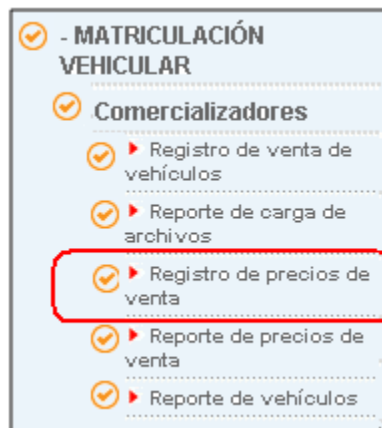 - MATRICULACIÓN
VEHICULAR
Comercializadores
Registro de venta de
vehículos
Reporte de carga de
archivos
Registro de precios de
venta
Reporte de precios de
venta
Reporte de vehículos